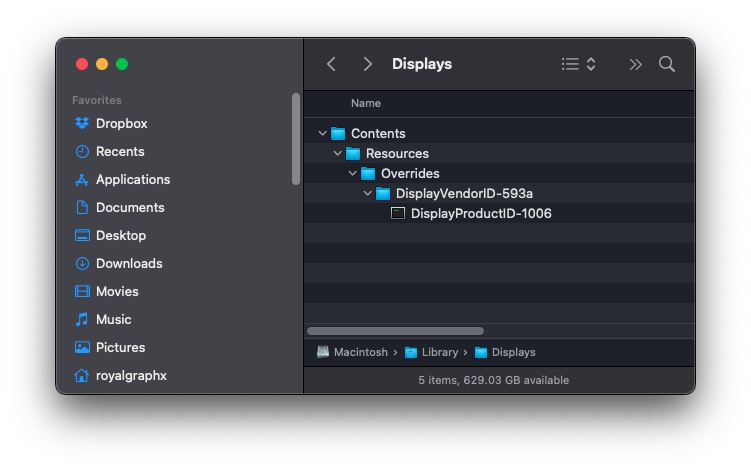 Displays
Favorites
Dropbox
Recents
Applications
Documents
Desktop
Downloads
Movies
Music
Pictures
royalgraphx
Name
Contents
Resources
Overrides
DisplayVendorID-593a
DisplayProductID-1006
Macintosh › Library › Displays
5 items, 629.03 GB available